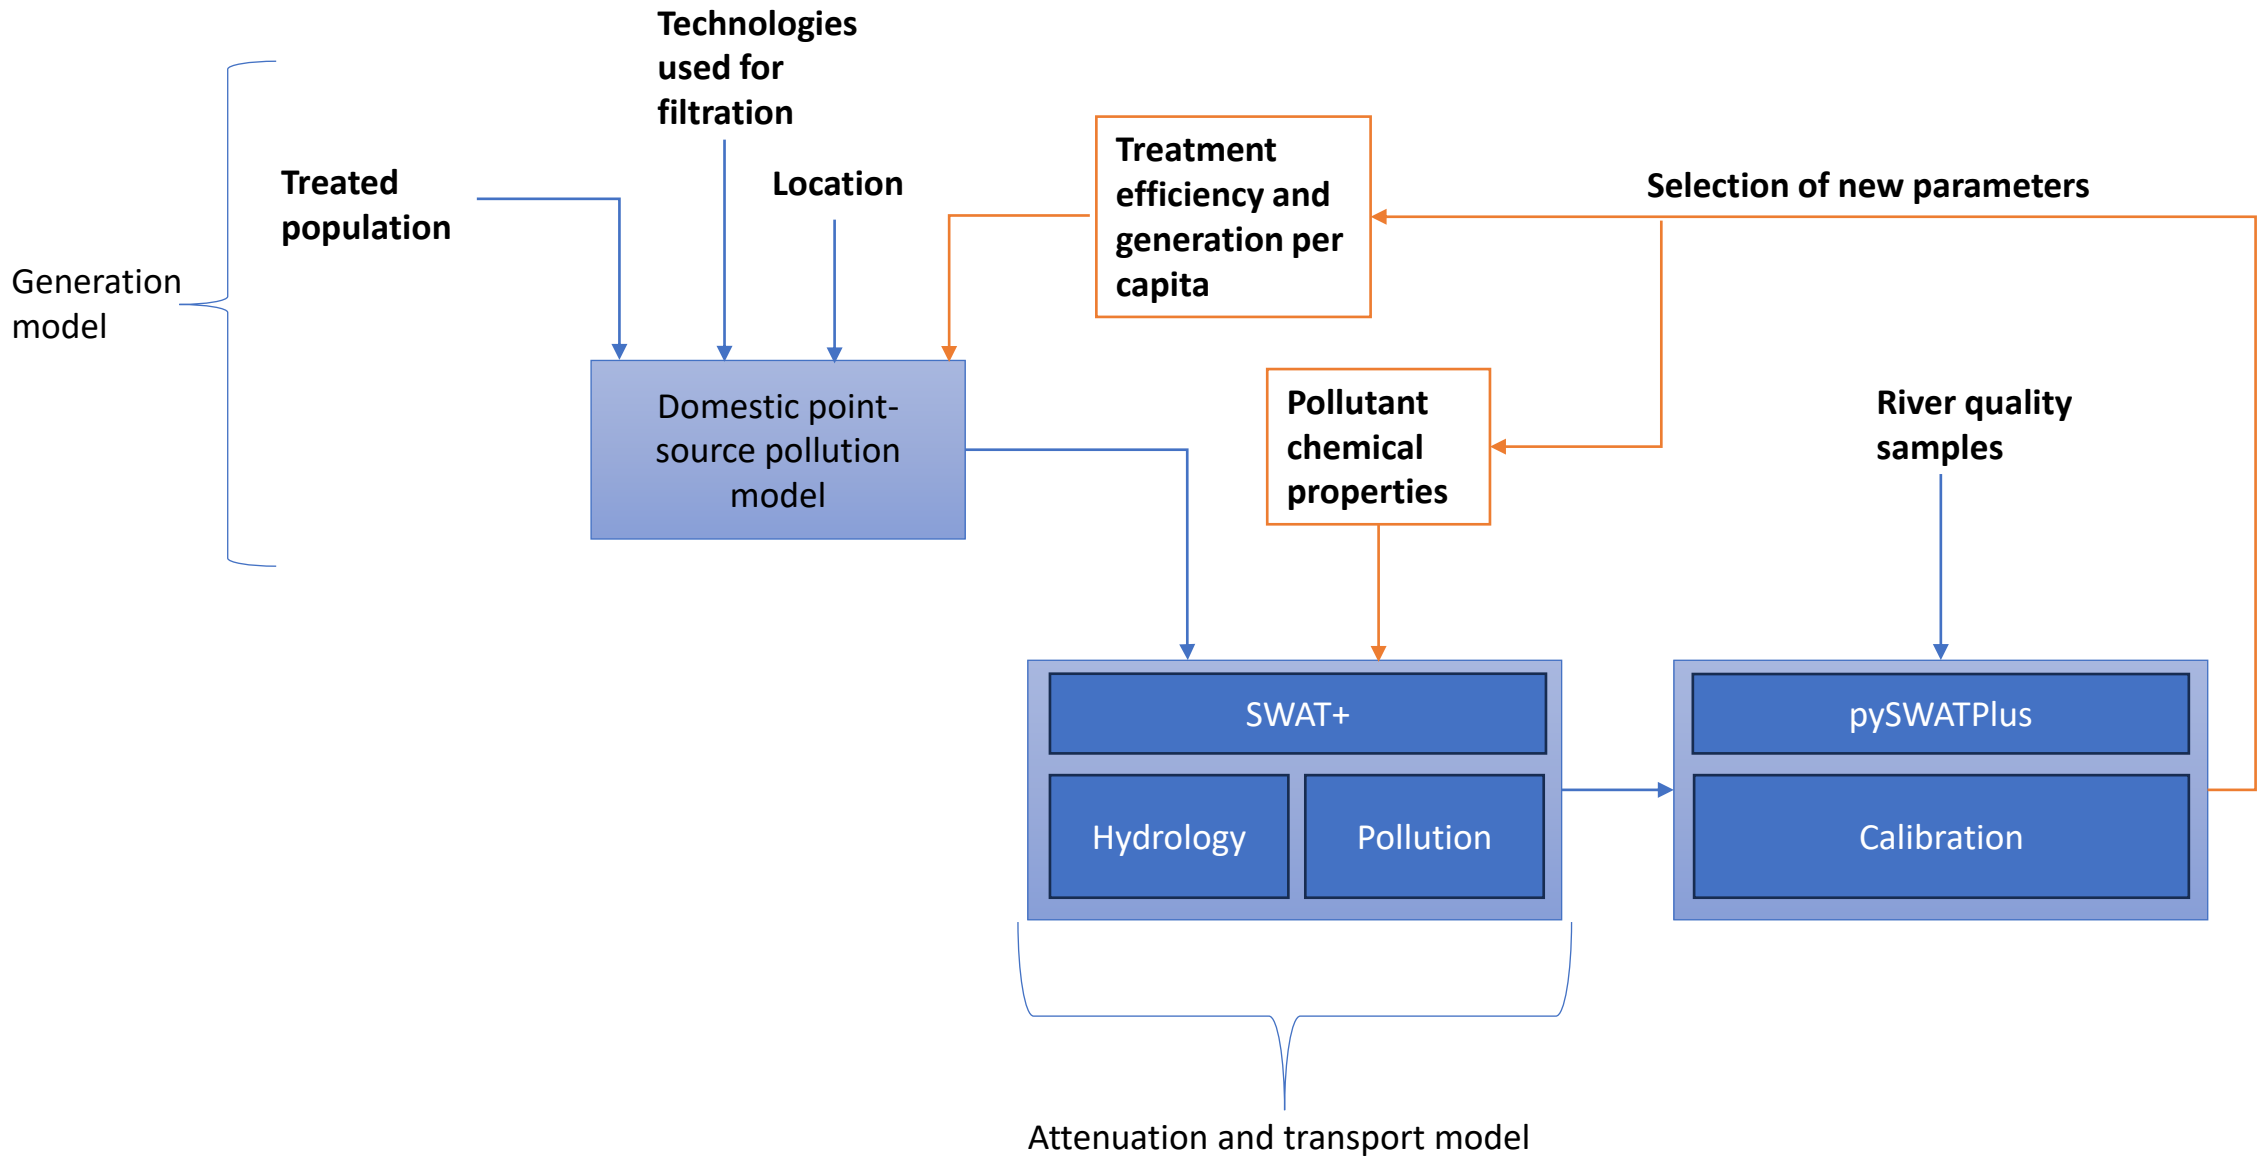 Technologies
used for
filtration
Treated
population
Location
Treatment
efficiency and
generation per
capita
Selection of new parameters
Generation
model
Domestic point-
source pollution
model
Pollutant
chemical
properties
River quality
samples
SWAT+
Hydrology
Pollution
pySWATPlus
Calibration
Attenuation and transport model